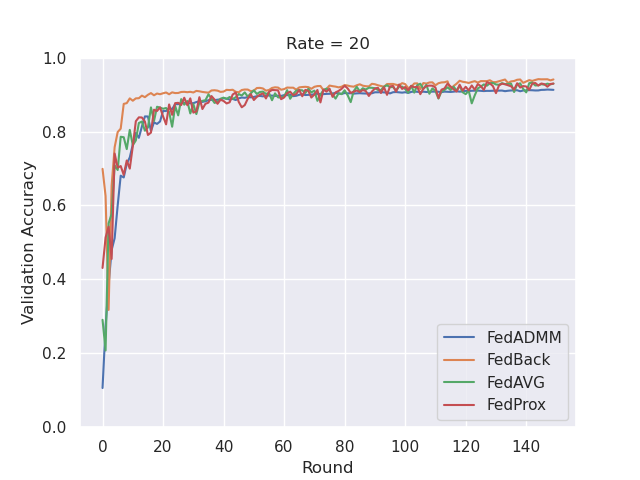 Rate = 20
Validation Accuracy
1.0
0.8
0.6
0.4
0.2
0.0
0 20 40 60 80 100 120 140
Round
FedADMM
FedBack
FedAVG
FedProx